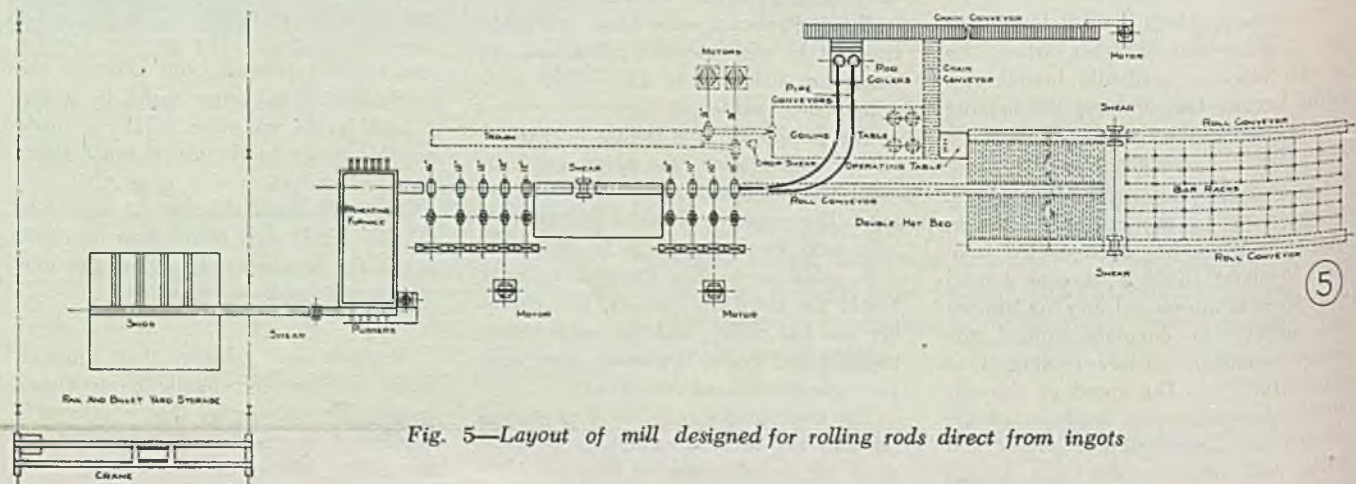 CHAIN CONVEYOR
MOTORS
ROD
COILERS
CHAIN
CONVEYOR
MOTOR
PIPE
CONVEYORS
SHEAR
ROLL CONVEYOR
TROUGH
COILING TABLE
DROP SHEAR
OPERATING TABLE
SHEAR
ROLL CONVEYOR
BAR RACKS
REHEATING
FURNACE
DOUBLE HOT BED
ROLL CONVEYOR
SHEAR
MOTOR
MOTOR
SKIDS
SHEAR
PUSHERS
5
RAIL AND BILLET YARD STORAGE
CRANE
Fig. 5—Layout of mill designed for rolling rods direct from ingots